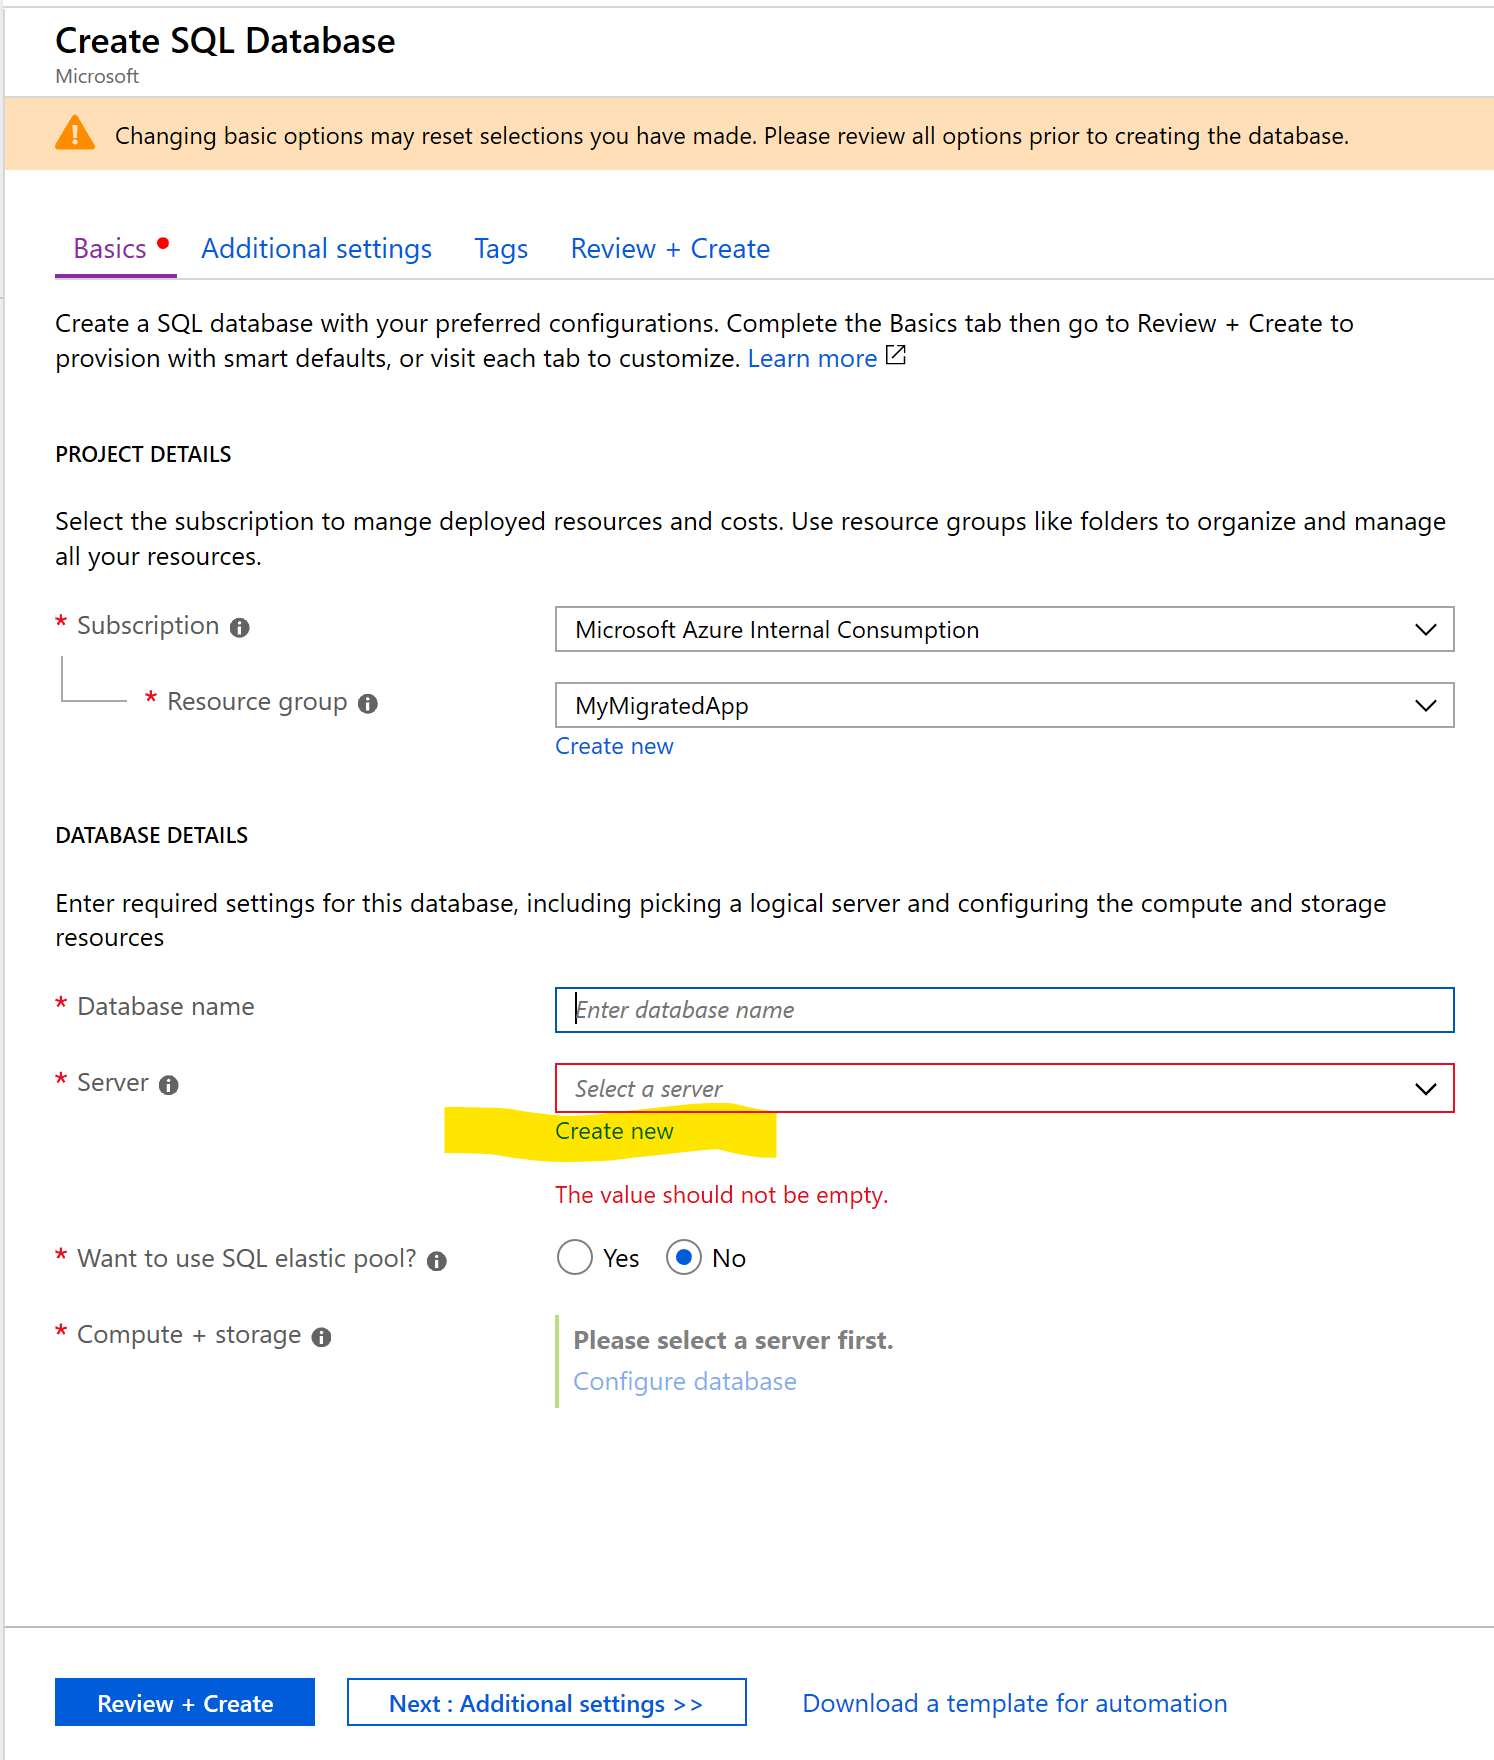 Create SQL Database
Microsoft
Changing basic options may reset selections you have made. Please review all options prior to creating the database.
Basics Additional settings Tags Review + Create
Create a SQL database with your preferred configurations. Complete the Basics tab then go to Review + Create to
provision with smart defaults, or visit each tab to customize. Learn more
PROJECT DETAILS
Select the subscription to mange deployed resources and costs. Use resource groups like folders to organize and manage
all your resources.
* Subscription Microsoft Azure Internal Consumption
* Resource group MyMigratedApp
Create new
DATABASE DETAILS
Enter required settings for this database, including picking a logical server and configuring the compute and storage
resources
* Database name Enter database name
* Server Select a server
Create new
The value should not be empty.
* Want to use SQL elastic pool? Yes No
* Compute + storage Please select a server first.
Configure database
Review + Create Next : Additional settings >> Download a template for automation